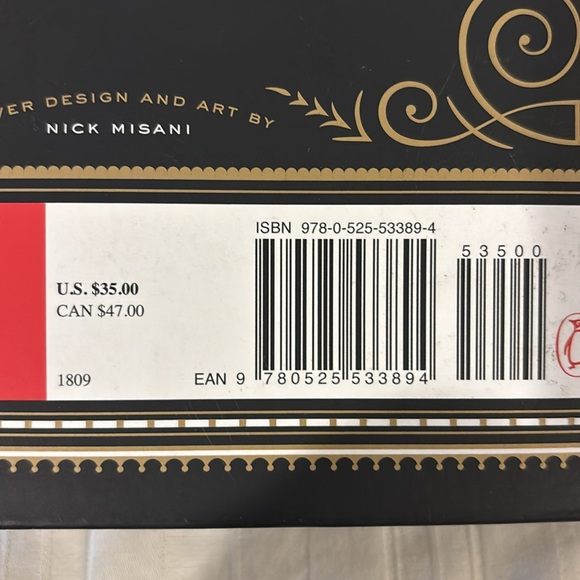 DESIGN AND ART BY
NICK MISANI
ISBN 978-0-525-53389-4
53500
U.S. $35.00
CAN $47.00
1809
EAN 9 780525 533894